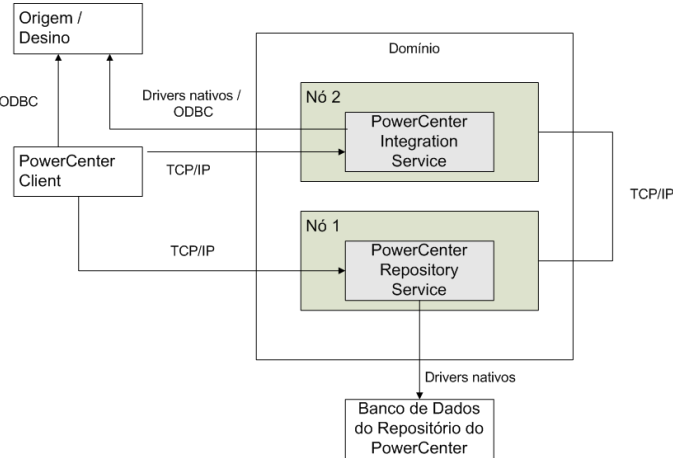 Origem /
Desino
Domínio
ODBC
Drivers nativos /
ODBC
Nó 2
PowerCenter
Integration
Service
PowerCenter
Client
TCP/IP
TCP/IP
Nó 1
TCP/IP
PowerCenter
Repository
Service
Drivers nativos
Banco de Dados
do Repositório do
PowerCenter